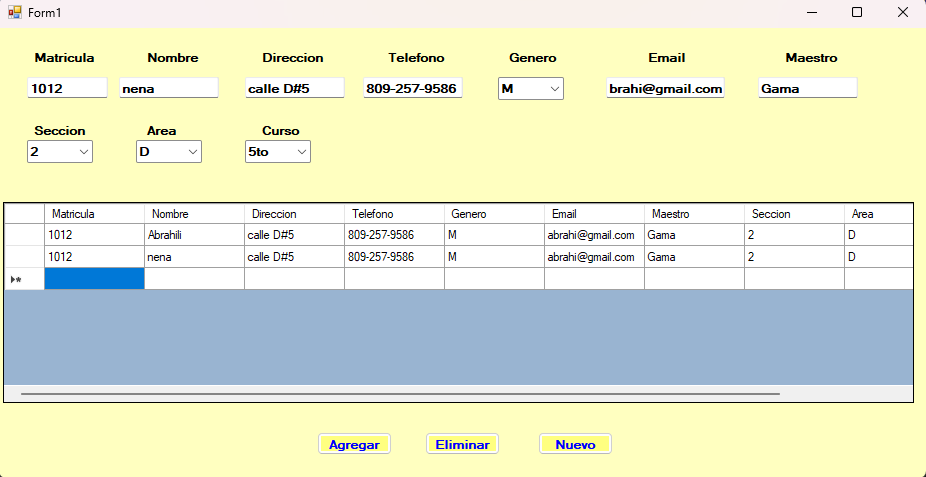 Form1
Matricula Nombre Direccion Telefono Genero Email Maestro
1012 nena calle D#5 809-257-9586 M brahi@gmail.com Gama
Seccion Area Curso
2 D 5to
Matricula Nombre Direccion Telefono Genero Email Maestro Seccion Area
1012 Abrahili calle D#5 809-257-9586 M abrahi@gmail.com Gama 2 D
1012 nena calle D#5 809-257-9586 M abrahi@gmail.com Gama 2 D
Agregar Eliminar Nuevo